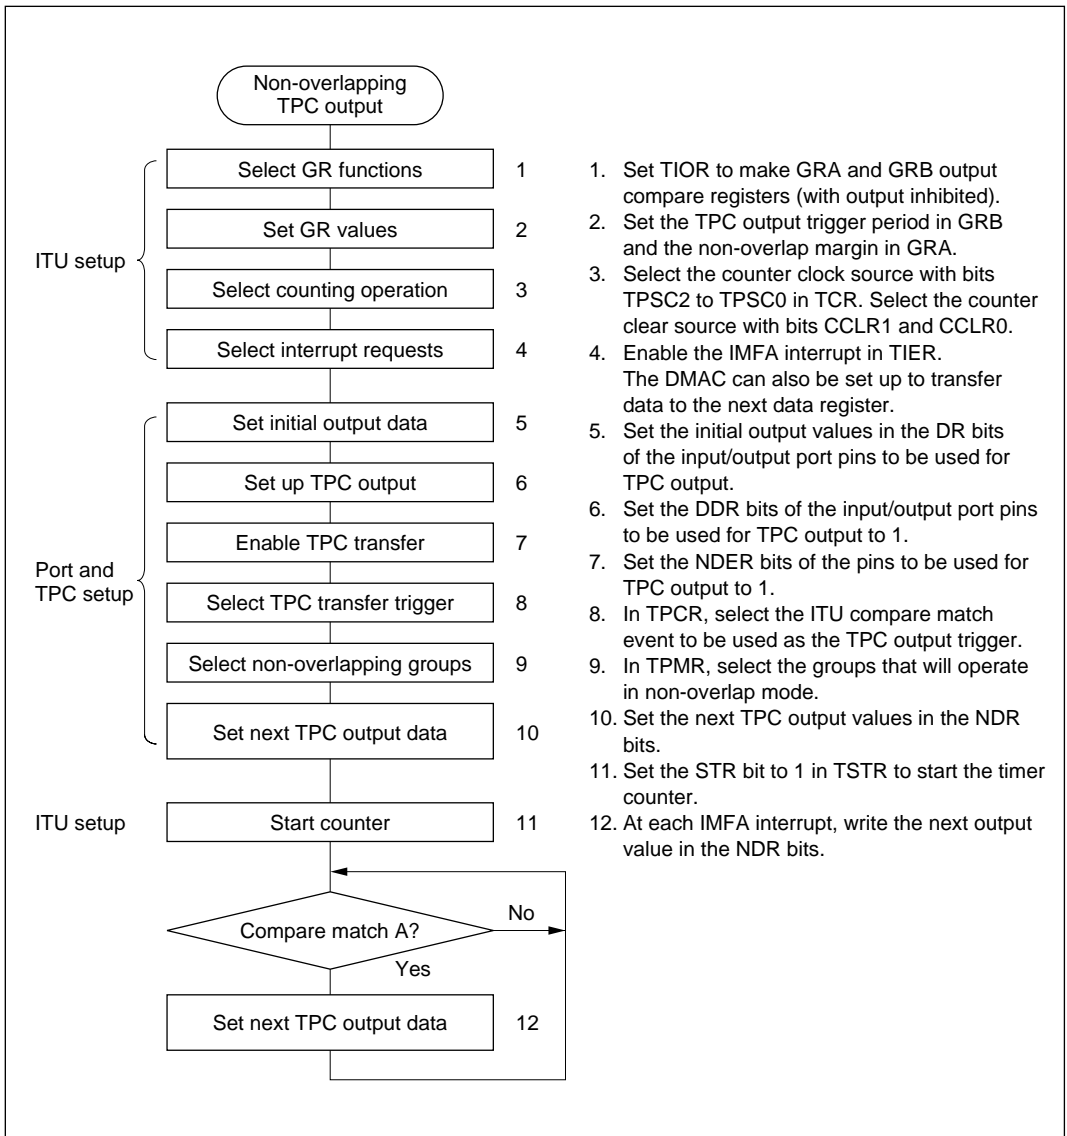 Non-overlapping
TPC output
ITU setup
Select GR functions 1
Set GR values 2
Select counting operation 3
Select interrupt requests 4
Port and
TPC setup
Set initial output data 5
Set up TPC output 6
Enable TPC transfer 7
Select TPC transfer trigger 8
Select non-overlapping groups 9
Set next TPC output data 10
ITU setup
Start counter 11
Compare match A?
No
Yes
Set next TPC output data 12
1. Set TIOR to make GRA and GRB output
compare registers (with output inhibited).
2. Set the TPC output trigger period in GRB
and the non-overlap margin in GRA.
3. Select the counter clock source with bits
TPSC2 to TPSC0 in TCR. Select the counter
clear source with bits CCLR1 and CCLR0.
4. Enable the IMFA interrupt in TIER.
The DMAC can also be set up to transfer
data to the next data register.
5. Set the initial output values in the DR bits
of the input/output port pins to be used for
TPC output.
6. Set the DDR bits of the input/output port pins
to be used for TPC output to 1.
7. Set the NDER bits of the pins to be used for
TPC output to 1.
8. In TPCR, select the ITU compare match
event to be used as the TPC output trigger.
9. In TPMR, select the groups that will operate
in non-overlap mode.
10. Set the next TPC output values in the NDR
bits.
11. Set the STR bit to 1 in TSTR to start the timer
counter.
12. At each IMFA interrupt, write the next output
value in the NDR bits.